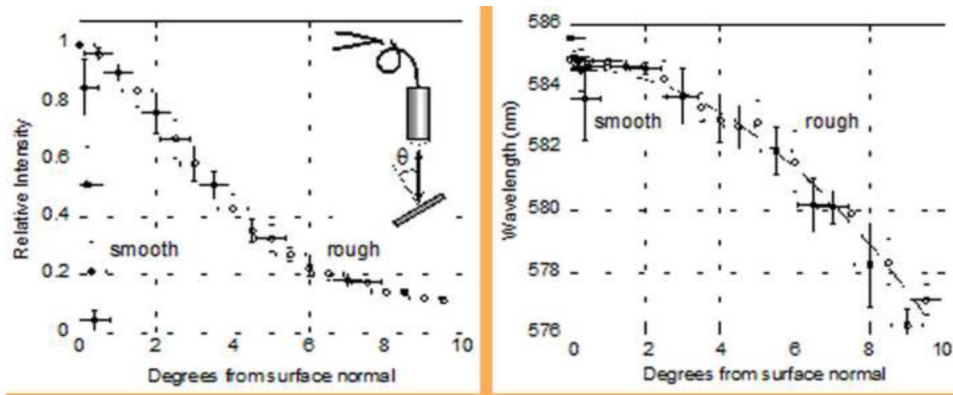 1
0.8
0.6
0.4
0.2
0
Relative Intensity
θ
smooth
rough
0
2
4
6
8
10
Degrees from surface normal
586
584
582
580
578
576
Wavelength (nm)
smooth
rough
0
2
4
6
8
10
Degrees from surface normal